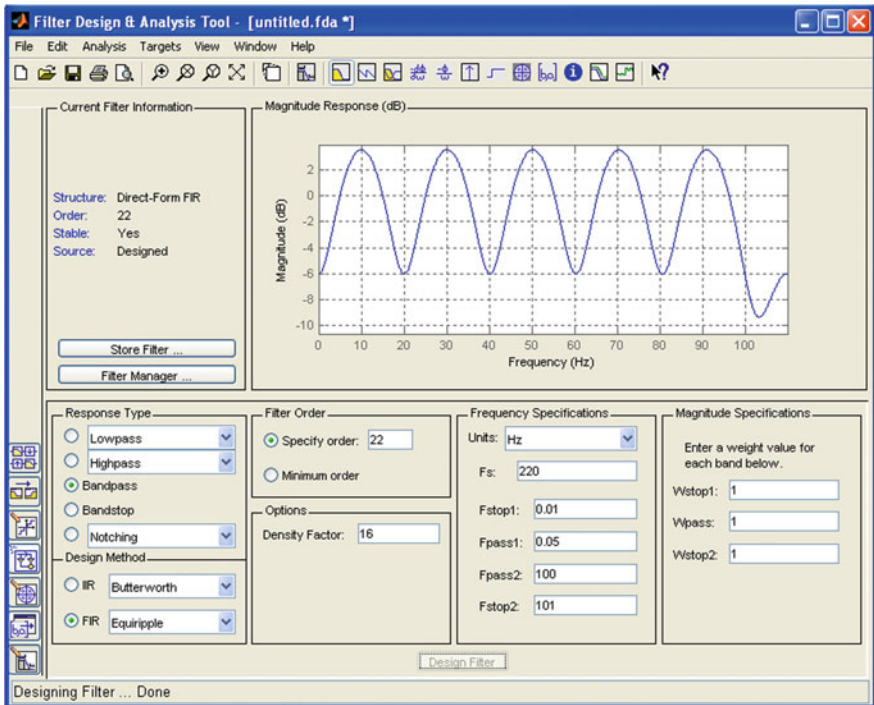 Filter Design & Analysis Tool - [untitled.fda *]
File Edit Analysis Targets View Window Help
Current Filter Information
Structure: Direct-Form FIR
Order: 22
Stable: Yes
Source: Designed
Store Filter ...
Filter Manager ...
Magnitude Response (dB)
Magnitude (dB)
2
0
-2
-4
-6
-8
-10
0 10 20 30 40 50 60 70 80 90 100
Frequency (Hz)
Response Type
Lowpass
Highpass
Bandpass
Bandstop
Notching
Design Method
IIR Butterworth
FIR Equiripple
Filter Order
Specify order: 22
Minimum order
Options
Density Factor: 16
Frequency Specifications
Units: Hz
Fs: 220
Fstop1: 0.01
Fpass1: 0.05
Fpass2: 100
Fstop2: 101
Magnitude Specifications
Enter a weight value for
each band below.
Wstop1: 1
Wpass: 1
Wstop2: 1
Design Filter
Designing Filter ... Done